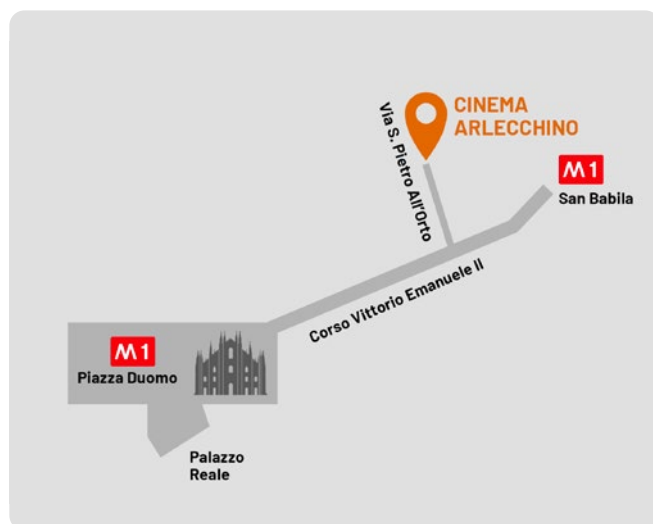 CINEMA
ARLECCHINO
Via S. Pietro All'Orto
M1
San Babila
Corso Vittorio Emanuele II
M1
Piazza Duomo
Palazzo
Reale